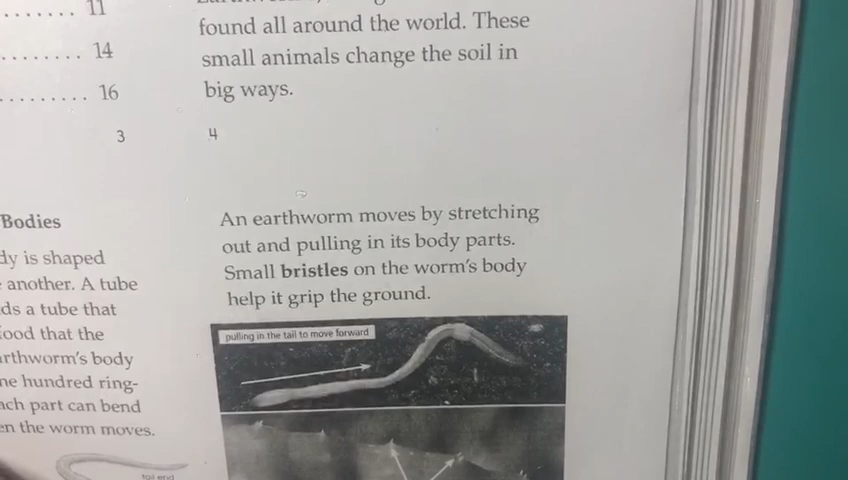 11
14
16
3
found all around the world. These
small animals change the soil in
big ways.
4
Bodies
dy is shaped
another. A tube
ds a tube that
ood that the
rthworm's body
ne hundred ring-
ach part can bend
en the worm moves.
tail end
An earthworm moves by stretching
out and pulling in its body parts.
Small bristles on the worm's body
help it grip the ground.
pulling in the tail to move forward